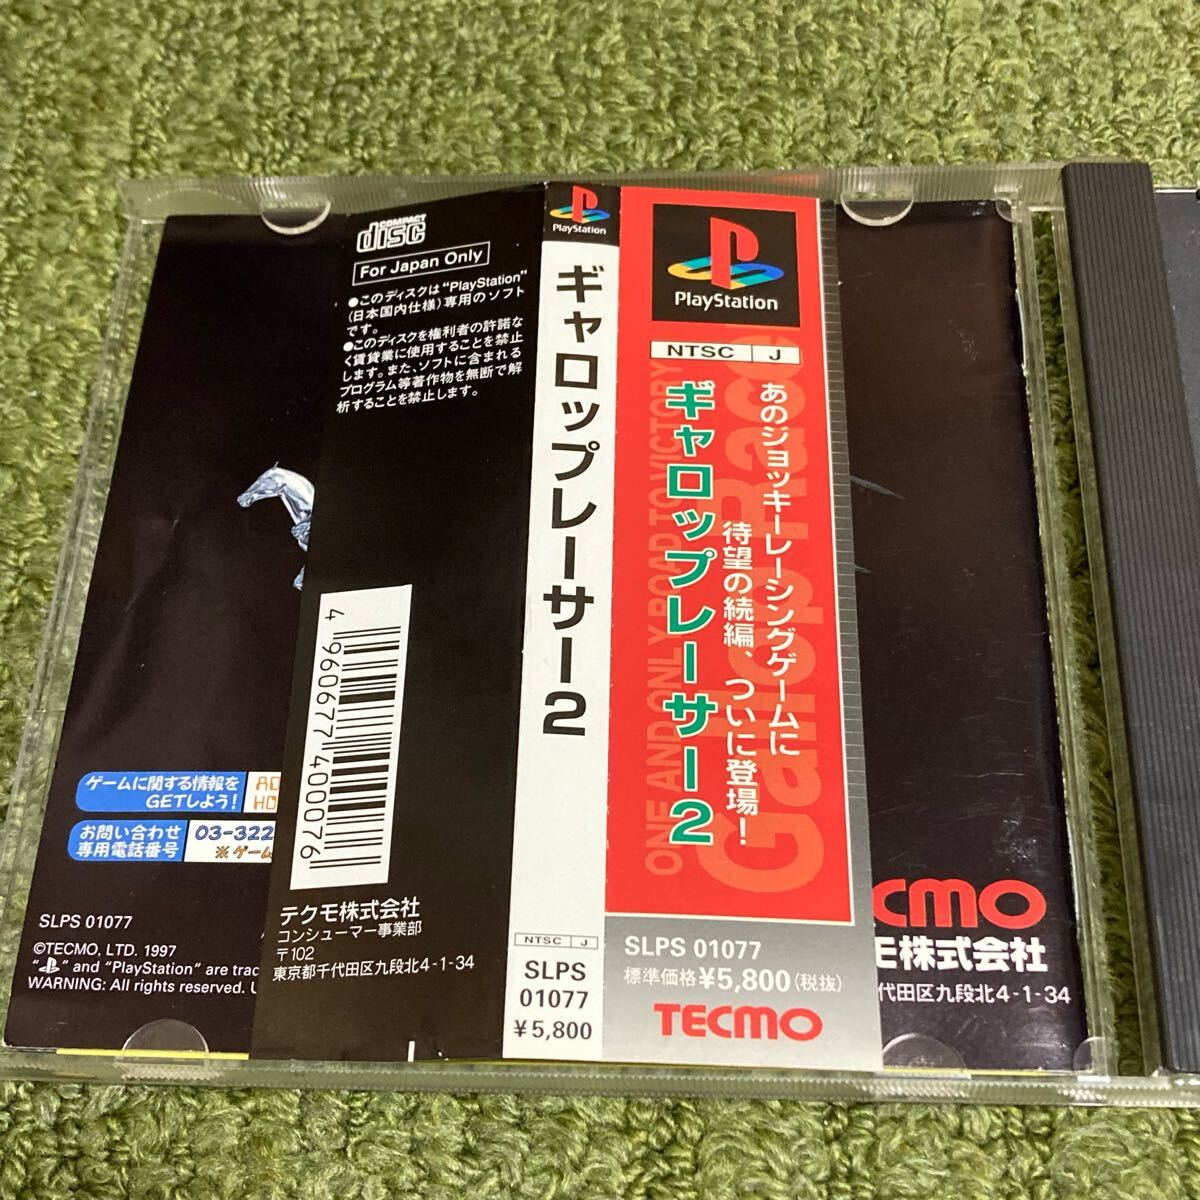 ゲームに関する情報を
GETしよう!
お問い合わせ
専用電話番号
03-322
※ゲーム
SLPS 01077
©TECMO, LTD. 1997
and "PlayStation" are
WARNING: All rights reserved.
COMPACT
disc
For Japan Only
●このディスクは"PlayStation"
(日本国内仕様)専用のソフト
です。
●このディスクを権利者の許諾な
く賃貸業に使用することを禁止
します。また、ソフトに含まれる
プログラム等著作物を無断で解
析することを禁止します。
4 960677 400076
テクモ株式会社
コンシューマー事業部
〒102
東京都千代田区九段北4-1-34
PlayStation
ギャロップレーサー2
NTSC J
SLPS
01077
¥5,800
PlayStation
NTSC J
あのジョッキーレーシングゲームに
待望の続編、ついに登場!
ギャロップレーサー2
Gallop Racer
ONE AND ONLY ROAD TO VICTORY
SLPS 01077
標準価格¥5,800(税抜)
TECMO
CMO
モ株式会社
代田区九段北4-1-34